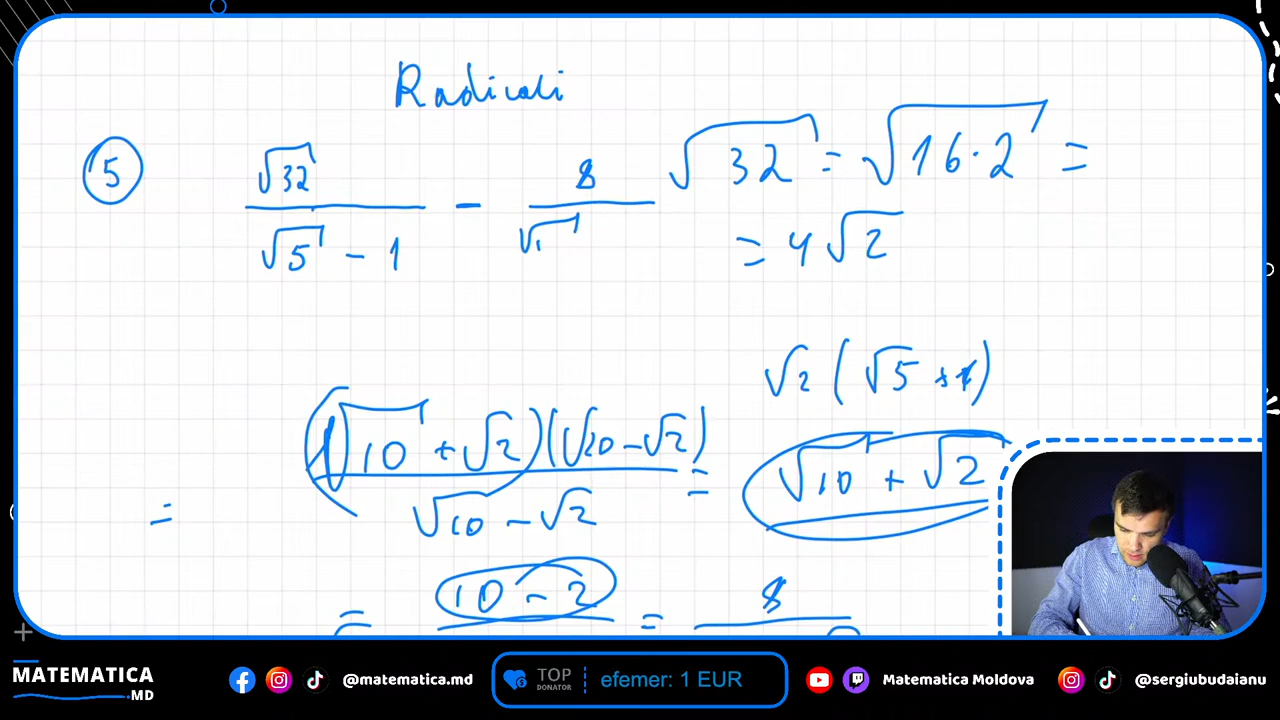 Radicali
5 √32 / (√5 − 1) − 8 / √1 √32 = √16·2 =
= 4√2
√2 (√5 + 1)
= (√10 + √2)(√10 − √2) / (√10 − √2) = √10 + √2
= 10 − 2 = 8
MATEMATICA .MD
@matematica.md
TOP DONATOR
efemer: 1 EUR
Matematica Moldova
@sergiubudaianu